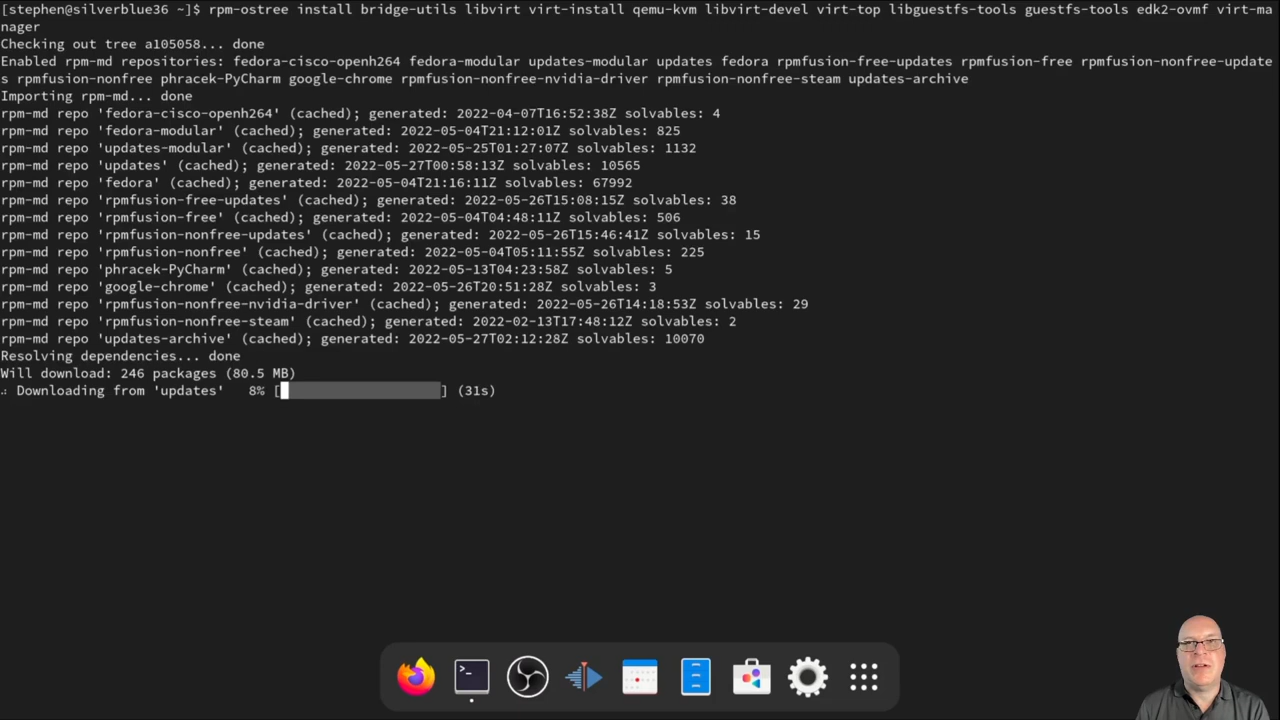 [stephen@silverblue36 ~]$ rpm-ostree install bridge-utils libvirt virt-install qemu-kvm libvirt-devel virt-top libguestfs-tools guestfs-tools edk2-ovmf virt-ma
nager
Checking out tree a105058... done
Enabled rpm-md repositories: fedora-cisco-openh264 fedora-modular updates-modular updates fedora rpmfusion-free-updates rpmfusion-free rpmfusion-nonfree-update
s rpmfusion-nonfree phracek-PyCharm google-chrome rpmfusion-nonfree-nvidia-driver rpmfusion-nonfree-steam updates-archive
Importing rpm-md... done
rpm-md repo 'fedora-cisco-openh264' (cached); generated: 2022-04-07T16:52:38Z solvables: 4
rpm-md repo 'fedora-modular' (cached); generated: 2022-05-04T21:12:01Z solvables: 825
rpm-md repo 'updates-modular' (cached); generated: 2022-05-25T01:27:07Z solvables: 1132
rpm-md repo 'updates' (cached); generated: 2022-05-27T00:58:13Z solvables: 10565
rpm-md repo 'fedora' (cached); generated: 2022-05-04T21:16:11Z solvables: 67992
rpm-md repo 'rpmfusion-free-updates' (cached); generated: 2022-05-26T15:08:15Z solvables: 38
rpm-md repo 'rpmfusion-free' (cached); generated: 2022-05-04T04:48:11Z solvables: 506
rpm-md repo 'rpmfusion-nonfree-updates' (cached); generated: 2022-05-26T15:46:41Z solvables: 15
rpm-md repo 'rpmfusion-nonfree' (cached); generated: 2022-05-04T05:11:55Z solvables: 225
rpm-md repo 'phracek-PyCharm' (cached); generated: 2022-05-13T04:23:58Z solvables: 5
rpm-md repo 'google-chrome' (cached); generated: 2022-05-26T20:51:28Z solvables: 3
rpm-md repo 'rpmfusion-nonfree-nvidia-driver' (cached); generated: 2022-05-26T14:18:53Z solvables: 29
rpm-md repo 'rpmfusion-nonfree-steam' (cached); generated: 2022-02-13T17:48:12Z solvables: 2
rpm-md repo 'updates-archive' (cached); generated: 2022-05-27T02:12:28Z solvables: 10070
Resolving dependencies... done
Will download: 246 packages (80.5 MB)
Downloading from 'updates' 8% [ ] (31s)